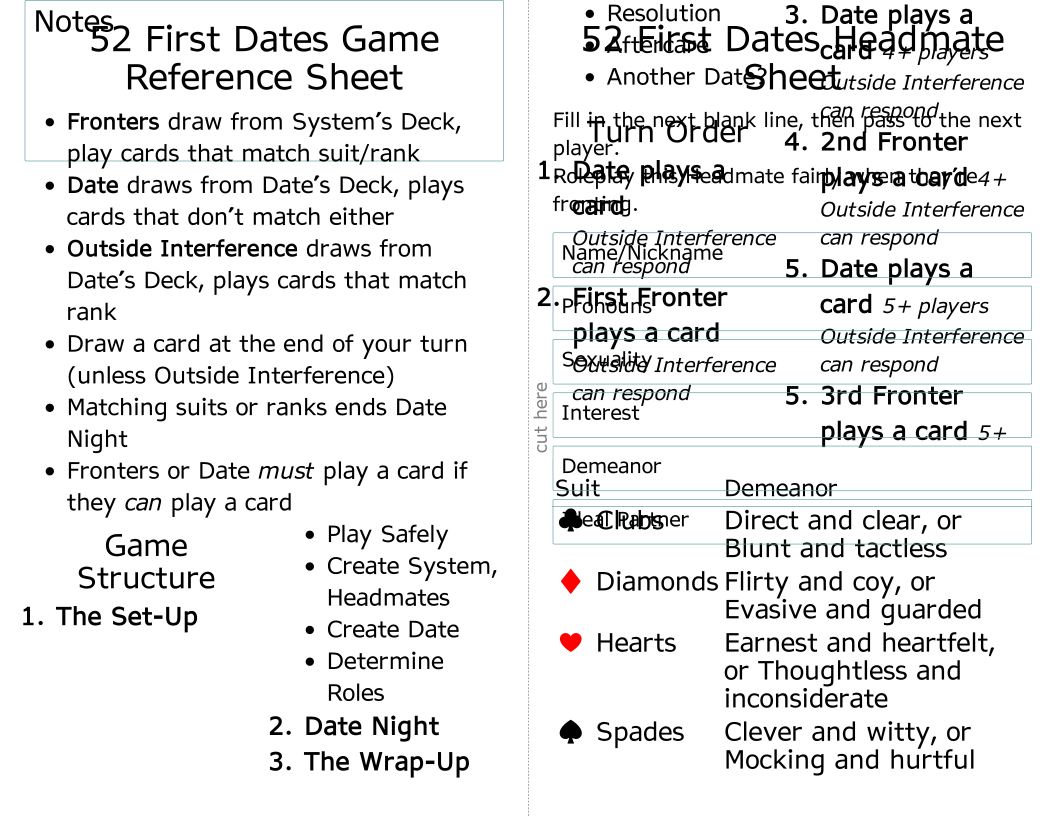 Notes
52 First Dates Game
Reference Sheet
• Fronters draw from System's Deck,
play cards that match suit/rank
• Date draws from Date's Deck, plays
cards that don't match either
• Outside Interference draws from
Date's Deck, plays cards that match
rank
• Draw a card at the end of your turn
(unless Outside Interference)
• Matching suits or ranks ends Date
Night
• Fronters or Date must play a card if
they can play a card
Game
Structure
1. The Set-Up
• Play Safely
• Create System,
Headmates
• Create Date
• Determine
Roles
2. Date Night
3. The Wrap-Up
• Resolution
• Aftercare
• Another Date?
Turn Order
1. Date plays a
card
Outside Interference
can respond
2. First Fronter
plays a card
Outside Interference
can respond
3. Date plays a
card 4+ players
Outside Interference
can respond
4. 2nd Fronter
plays a card 4+
Outside Interference
can respond
5. Date plays a
card 5+ players
Outside Interference
can respond
5. 3rd Fronter
plays a card 5+
52 First Dates Headmate
Sheet
Fill in the next blank line, then pass to the next
player.
Roleplay this Headmate fairly when they're
fronting.
Name/Nickname
Pronouns
Sexuality
Interest
Demeanor
Ideal Partner
cut here
Suit Demeanor
♣ Clubs Direct and clear, or
Blunt and tactless
♦ Diamonds Flirty and coy, or
Evasive and guarded
♥ Hearts Earnest and heartfelt,
or Thoughtless and
inconsiderate
♠ Spades Clever and witty, or
Mocking and hurtful